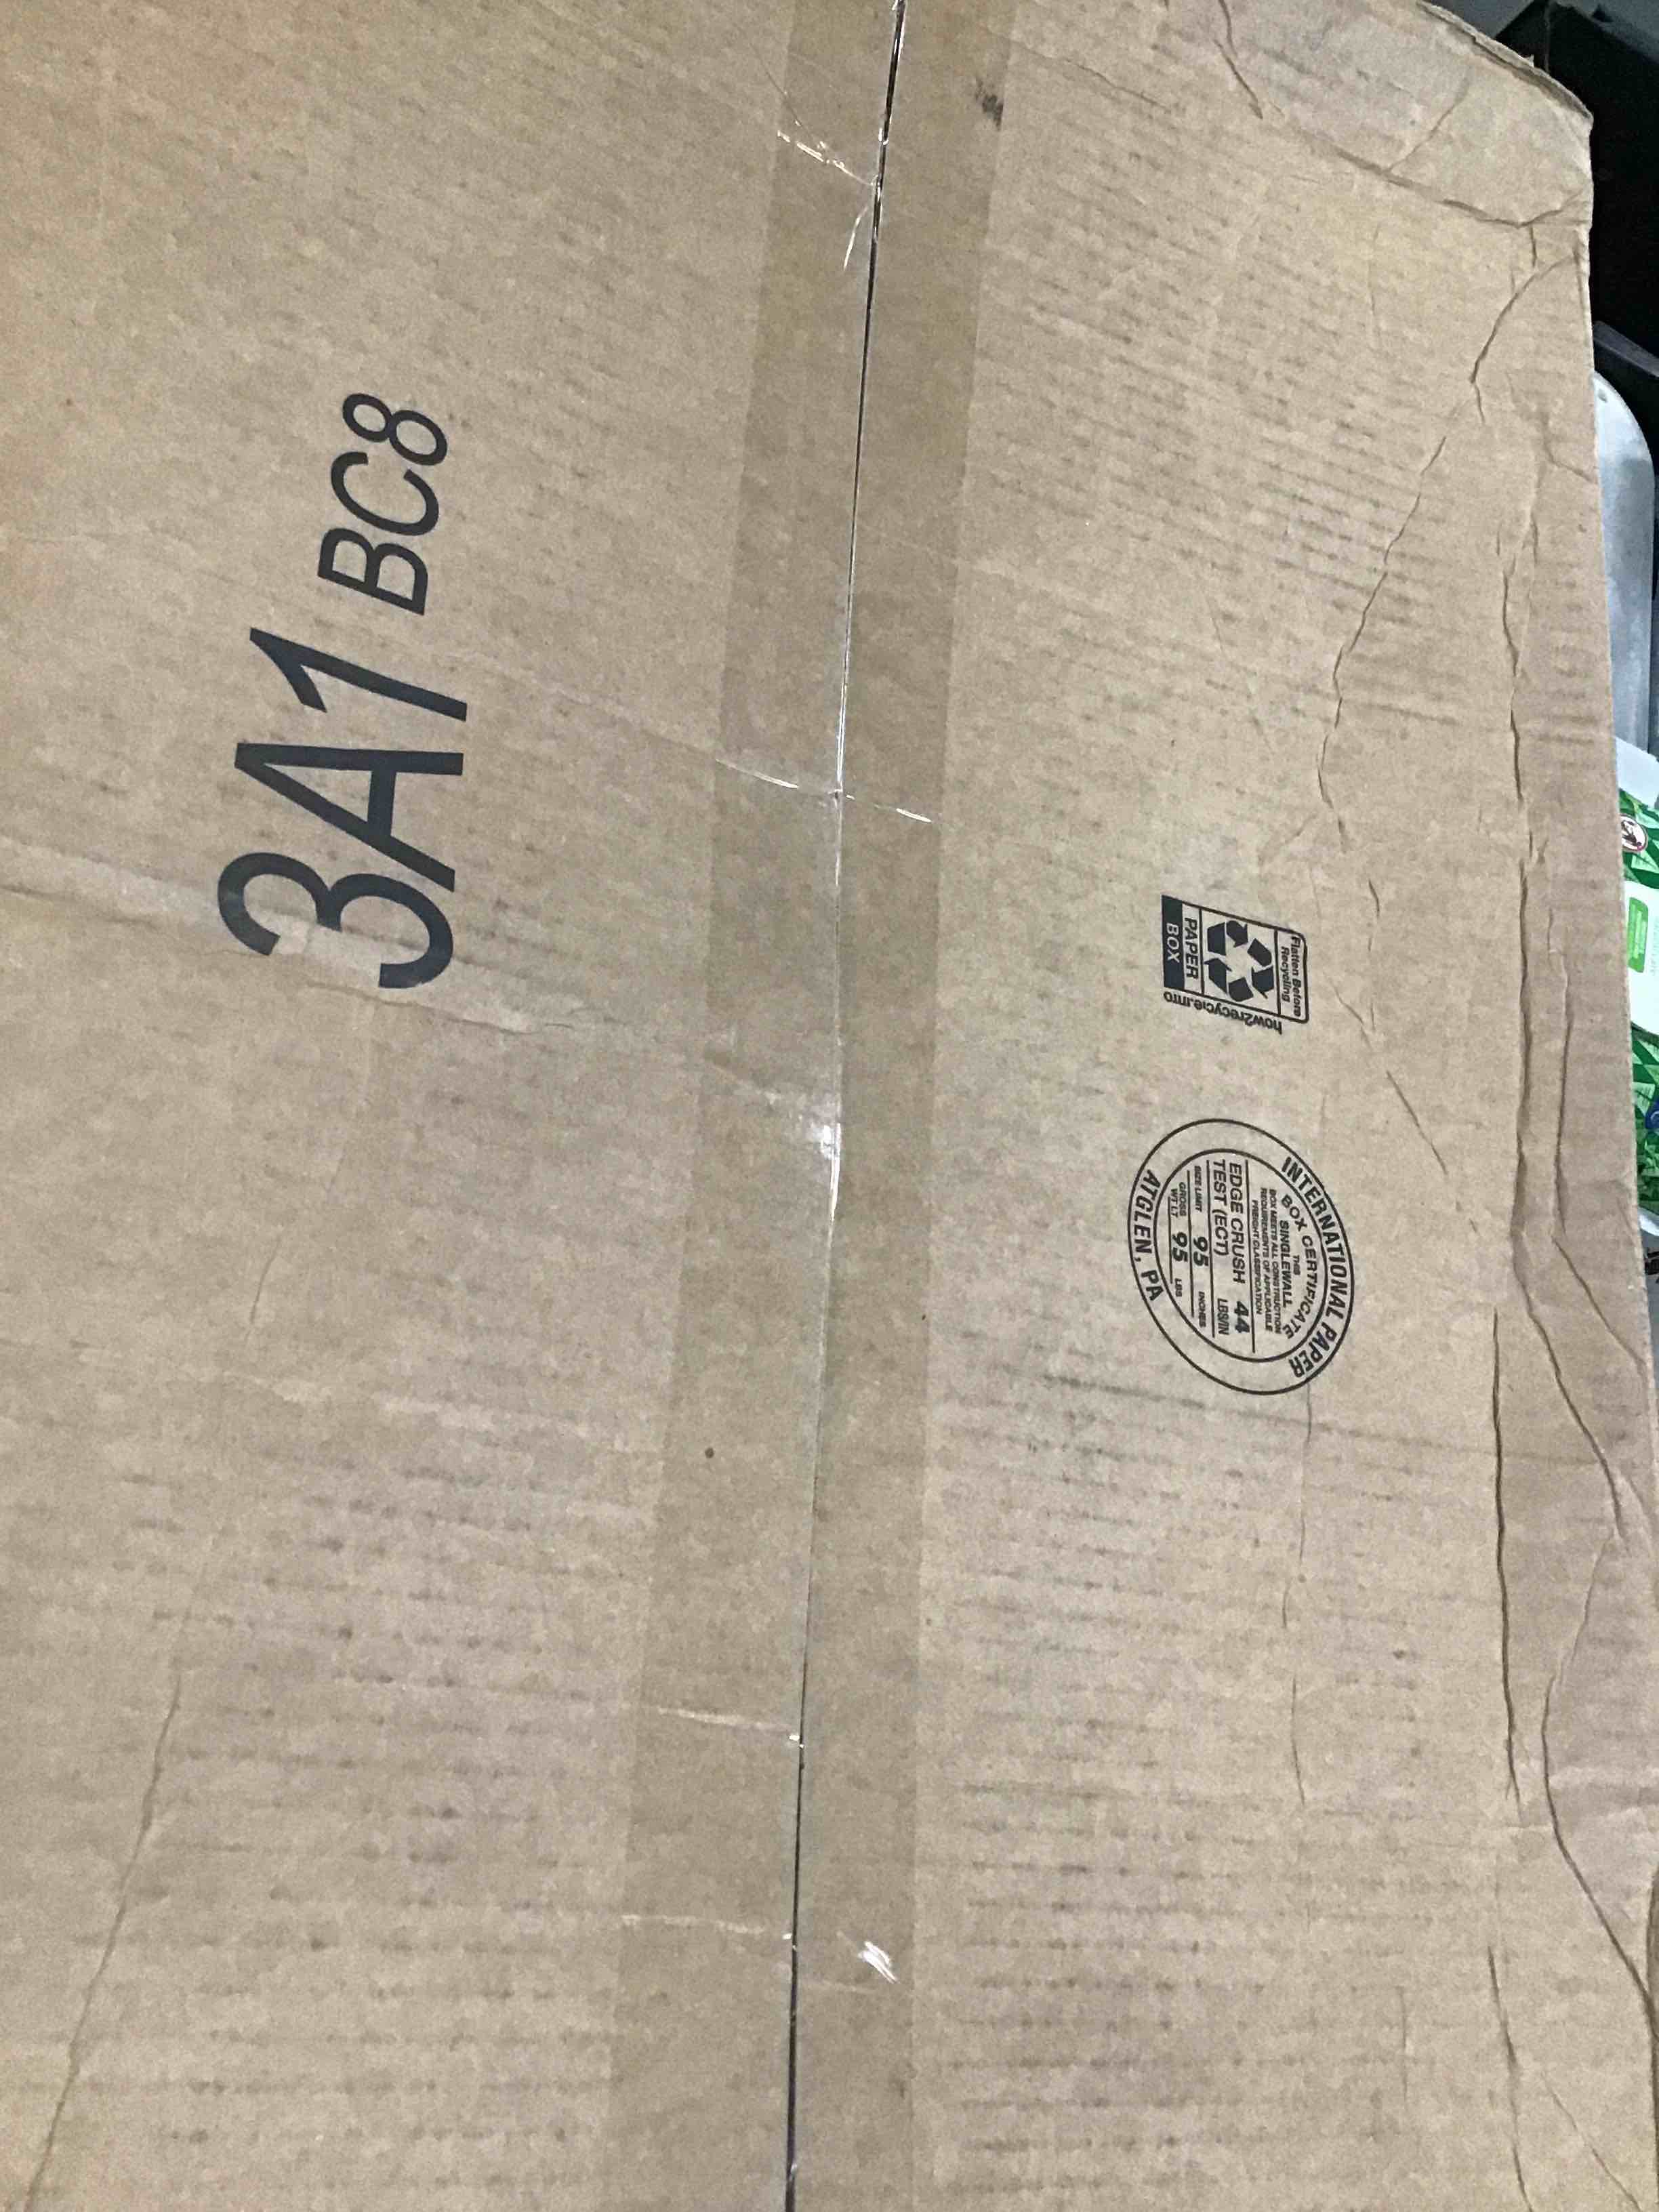 3A1 BC8
Flatten Before
Recycling
PAPER
BOX
how2recycle.info
INTERNATIONAL PAPER
BOX CERTIFICATE
THIS
SINGLEWALL
BOX MEETS ALL CONSTRUCTION
REQUIREMENTS OF APPLICABLE
FREIGHT CLASSIFICATION
EDGE CRUSH
TEST (ECT) 44 LBS/IN
SIZE LIMIT 95 INCHES
GROSS
WT LT 95 LBS
ATGLEN, PA